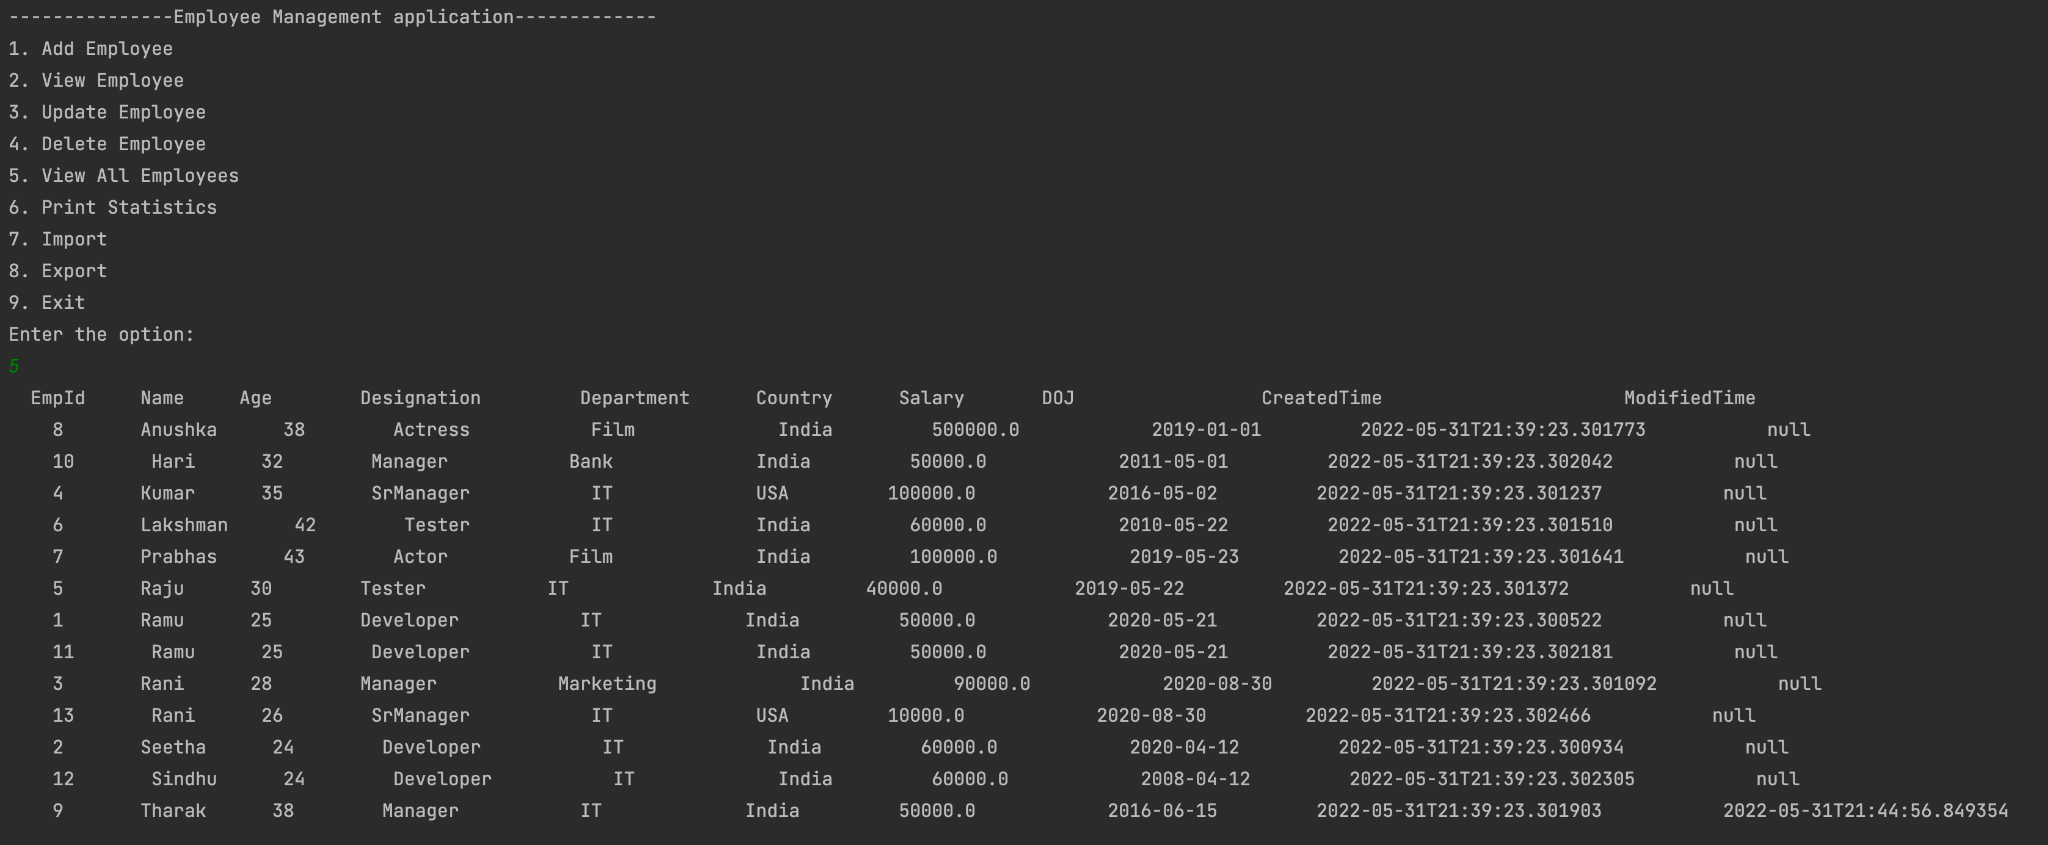 ---------------Employee Management application-------------
1. Add Employee
2. View Employee
3. Update Employee
4. Delete Employee
5. View All Employees
6. Print Statistics
7. Import
8. Export
9. Exit
Enter the option:
5
EmpId Name Age Designation Department Country Salary DOJ CreatedTime ModifiedTime
8 Anushka 38 Actress Film India 500000.0 2019-01-01 2022-05-31T21:39:23.301773 null
10 Hari 32 Manager Bank India 50000.0 2011-05-01 2022-05-31T21:39:23.302042 null
4 Kumar 35 SrManager IT USA 100000.0 2016-05-02 2022-05-31T21:39:23.301237 null
6 Lakshman 42 Tester IT India 60000.0 2010-05-22 2022-05-31T21:39:23.301510 null
7 Prabhas 43 Actor Film India 100000.0 2019-05-23 2022-05-31T21:39:23.301641 null
5 Raju 30 Tester IT India 40000.0 2019-05-22 2022-05-31T21:39:23.301372 null
1 Ramu 25 Developer IT India 50000.0 2020-05-21 2022-05-31T21:39:23.300522 null
11 Ramu 25 Developer IT India 50000.0 2020-05-21 2022-05-31T21:39:23.302181 null
3 Rani 28 Manager Marketing India 90000.0 2020-08-30 2022-05-31T21:39:23.301092 null
13 Rani 26 SrManager IT USA 10000.0 2020-08-30 2022-05-31T21:39:23.302466 null
2 Seetha 24 Developer IT India 60000.0 2020-04-12 2022-05-31T21:39:23.300934 null
12 Sindhu 24 Developer IT India 60000.0 2008-04-12 2022-05-31T21:39:23.302305 null
9 Tharak 38 Manager IT India 50000.0 2016-06-15 2022-05-31T21:39:23.301903 2022-05-31T21:44:56.849354